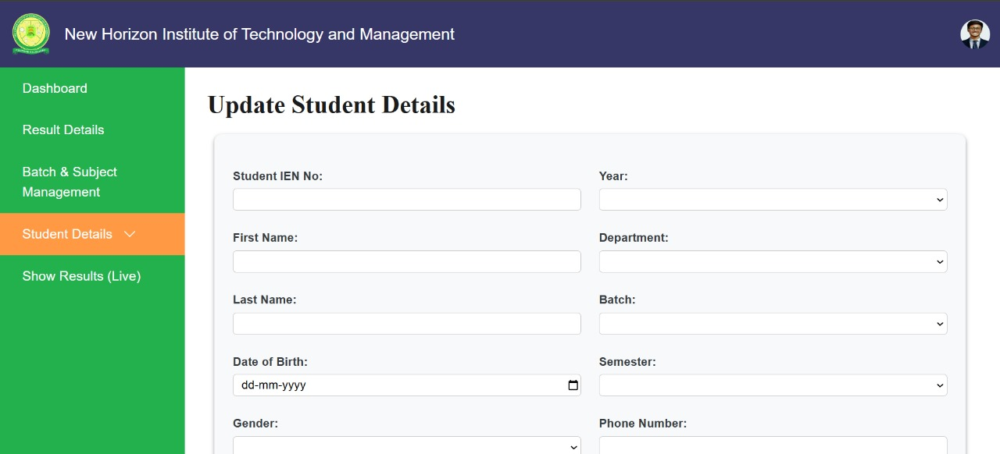 New Horizon Institute of Technology and Management
Dashboard
Result Details
Batch & Subject
Management
Student Details
Show Results (Live)
Update Student Details
Student IEN No:
Year:
First Name:
Department:
Last Name:
Batch:
Date of Birth:
Semester:
dd-mm-yyyy
Gender:
Phone Number: